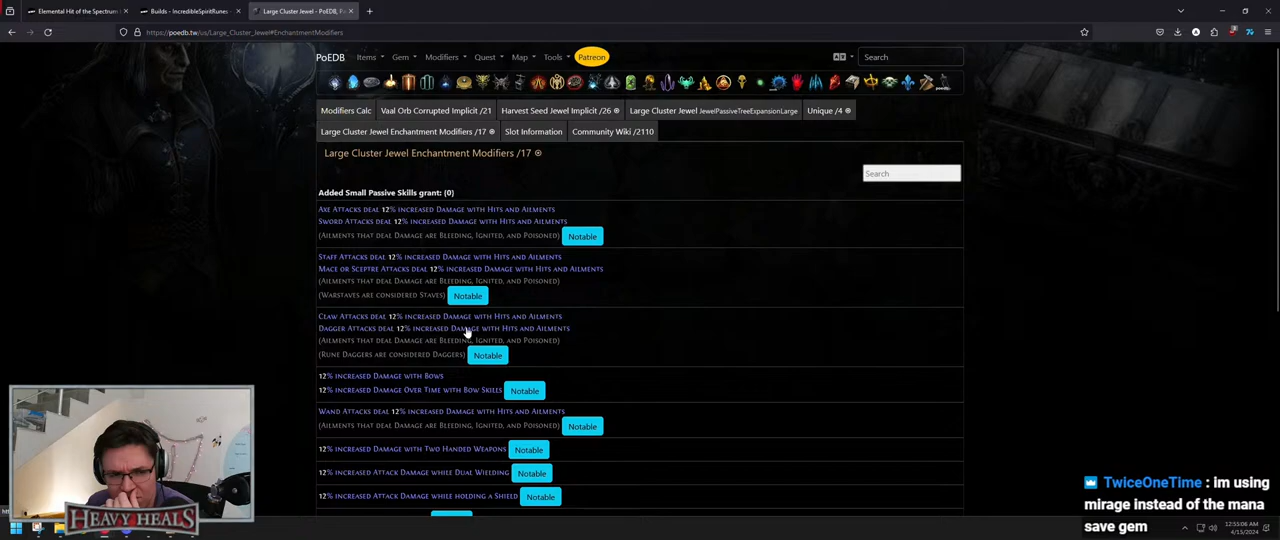 Elemental Hit of the Spectrum
Builds - IncredibleSpiritRunes
Large Cluster Jewel - PoEDB, Pa
https://poedb.tw/us/Large_Cluster_Jewel#EnchantmentModifiers
PoEDB Items Gem Modifiers Quest Map Tools Patreon Search
Modifiers Calc Vaal Orb Corrupted Implicit /21 Harvest Seed Jewel Implicit /26 Large Cluster Jewel JewelPassiveTreeExpansionLarge Unique /4
Large Cluster Jewel Enchantment Modifiers /17 Slot Information Community Wiki /2110
Large Cluster Jewel Enchantment Modifiers /17
Search
Added Small Passive Skills grant: (0)
Axe Attacks deal 12% increased Damage with Hits and Ailments
Sword Attacks deal 12% increased Damage with Hits and Ailments
(Ailments that deal Damage are Bleeding, Ignited, and Poisoned) Notable
Staff Attacks deal 12% increased Damage with Hits and Ailments
Mace or Sceptre Attacks deal 12% increased Damage with Hits and Ailments
(Ailments that deal Damage are Bleeding, Ignited, and Poisoned)
(Warstaves are considered Staves) Notable
Claw Attacks deal 12% increased Damage with Hits and Ailments
Dagger Attacks deal 12% increased Damage with Hits and Ailments
(Ailments that deal Damage are Bleeding, Ignited, and Poisoned)
(Rune Daggers are considered Daggers) Notable
12% increased Damage with Bows
12% increased Damage Over Time with Bow Skills Notable
Wand Attacks deal 12% increased Damage with Hits and Ailments
(Ailments that deal Damage are Bleeding, Ignited, and Poisoned) Notable
12% increased Damage with Two Handed Weapons Notable
12% increased Attack Damage while Dual Wielding Notable
12% increased Attack Damage while holding a Shield Notable
HEAVY HEALS
TwiceOneTime : im using
mirage instead of the mana
save gem
12:55:06 AM
4/15/2024